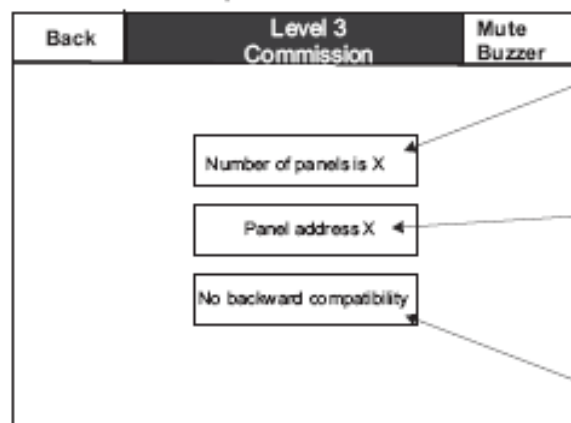 Back
Level 3
Commission
Mute
Buzzer
Number of panels is X
Panel address X
No backward compatibility